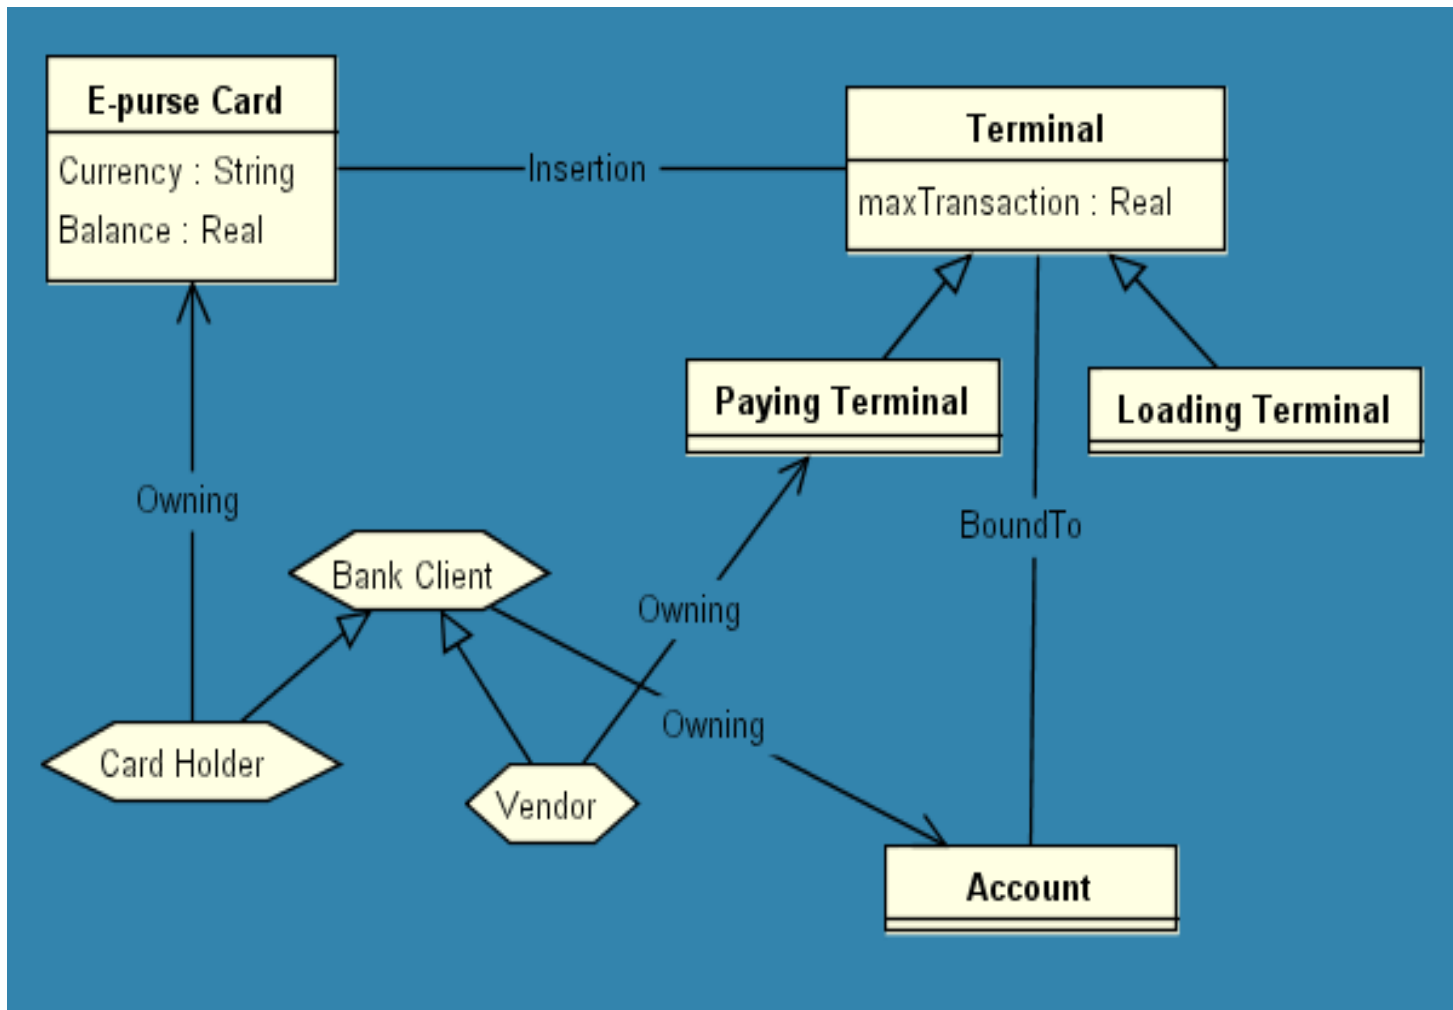 E-purse Card
Currency : String
Balance : Real
Insertion
Terminal
maxTransaction : Real
Paying Terminal
Loading Terminal
Owning
BoundTo
Bank Client
Owning
Owning
Card Holder
Vendor
Account